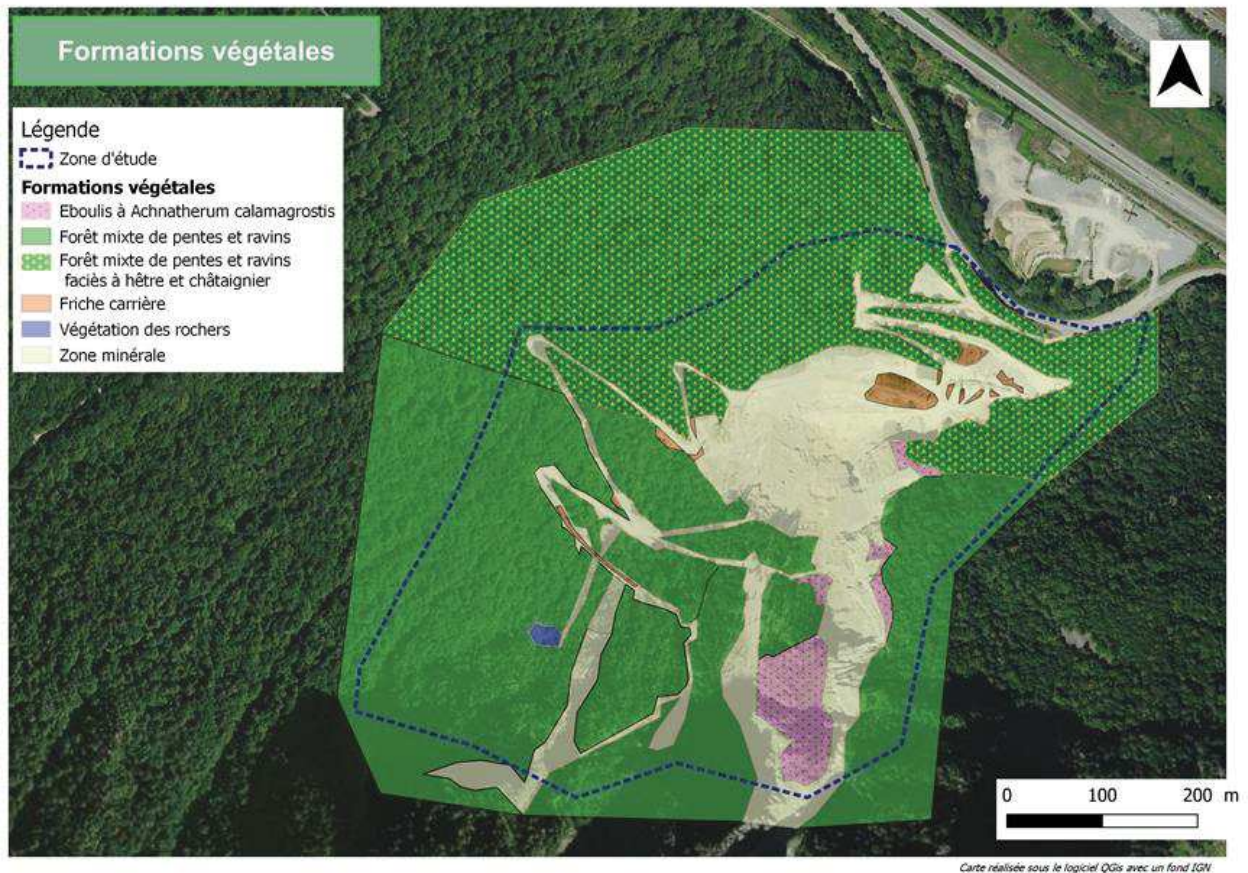 Formations végétales
Légende
Zone d'étude
Formations végétales
Eboulis à Achnatherum calamagrostis
Forêt mixte de pentes et ravins
Forêt mixte de pentes et ravins
faciès à hêtre et châtaignier
Friche carrière
Végétation des rochers
Zone minérale
0 100 200 m
Carte réalisée sous le logiciel QGis avec un fond IGN